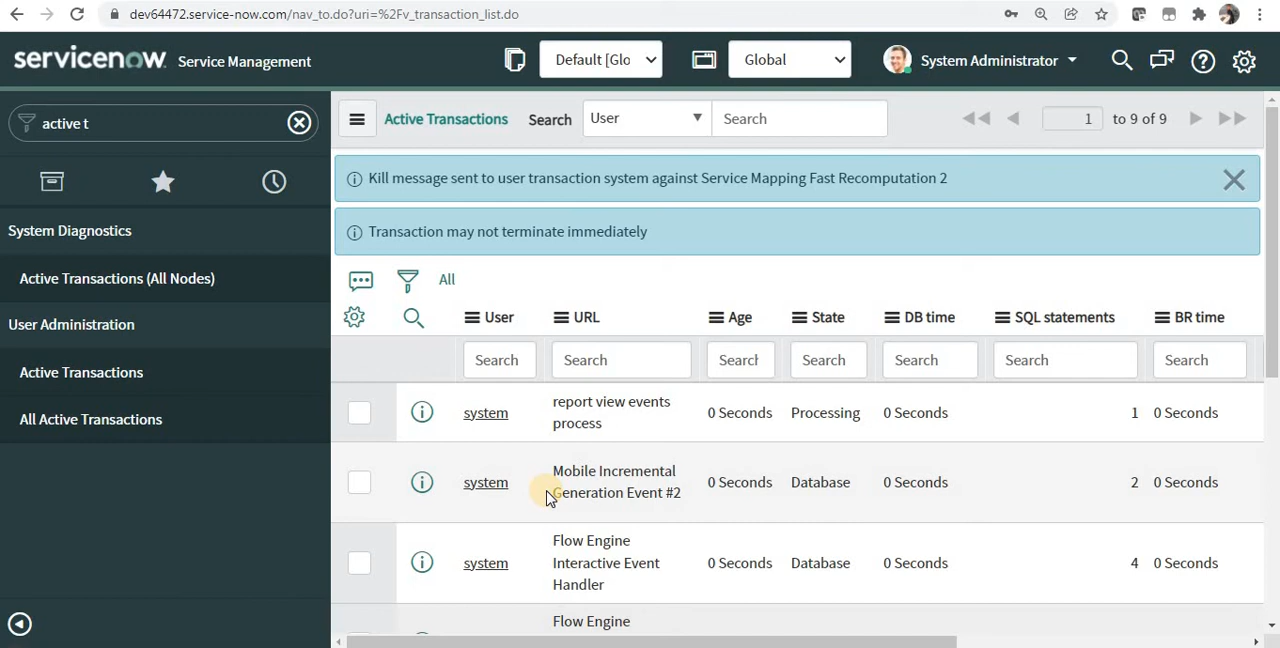 dev64472.service-now.com/nav_to.do?uri=%2Fv_transaction_list.do
servicenow Service Management
Default [Glo
Global
System Administrator
active t
System Diagnostics
Active Transactions (All Nodes)
User Administration
Active Transactions
All Active Transactions
Active Transactions Search User Search 1 to 9 of 9
Kill message sent to user transaction system against Service Mapping Fast Recomputation 2
Transaction may not terminate immediately
All
User URL Age State DB time SQL statements BR time
Search Search Search Search Search Search Search
system report view events process 0 Seconds Processing 0 Seconds 1 0 Seconds
system Mobile Incremental Generation Event #2 0 Seconds Database 0 Seconds 2 0 Seconds
system Flow Engine Interactive Event Handler 0 Seconds Database 0 Seconds 4 0 Seconds
Flow Engine